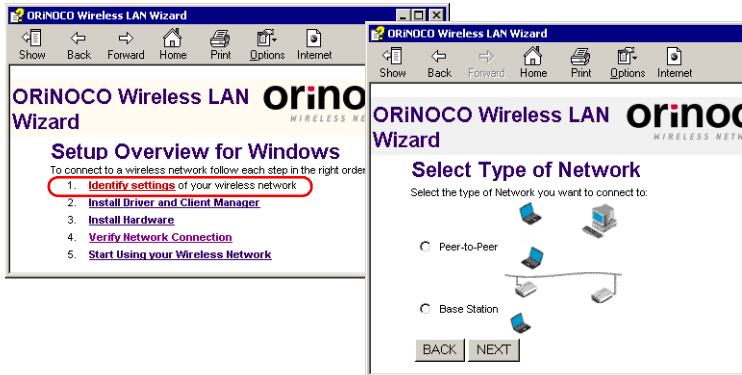 ORiNOCO Wireless LAN Wizard
Show Back Forward Home Print Options Internet
ORiNOCO Wireless LAN
Wizard
Setup Overview for Windows
To connect to a wireless network follow each step in the right order
1. Identify settings of your wireless network
2. Install Driver and Client Manager
3. Install Hardware
4. Verify Network Connection
5. Start Using your Wireless Network
ORiNOCO Wireless LAN Wizard
Show Back Forward Home Print Options Internet
ORiNOCO Wireless LAN
Wizard
Select Type of Network
Select the type of Network you want to connect to:
Peer-to-Peer
Base Station
BACK NEXT